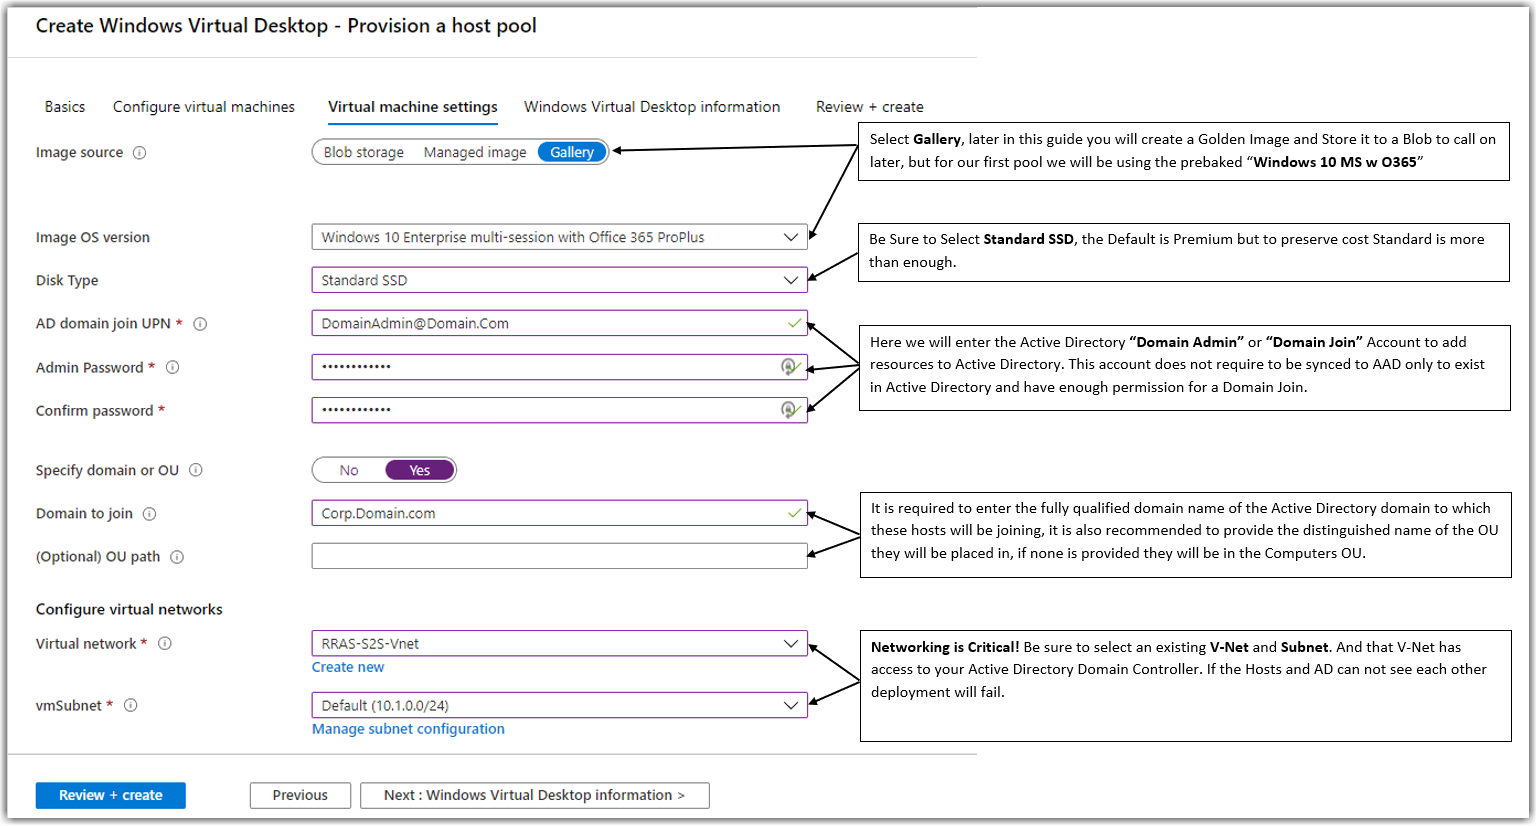 Create Windows Virtual Desktop - Provision a host pool
Basics Configure virtual machines Virtual machine settings Windows Virtual Desktop information Review + create
Image source Blob storage Managed image Gallery
Select Gallery, later in this guide you will create a Golden Image and Store it to a Blob to call on
later, but for our first pool we will be using the prebaked “Windows 10 MS w O365”
Image OS version Windows 10 Enterprise multi-session with Office 365 ProPlus
Be Sure to Select Standard SSD, the Default is Premium but to preserve cost Standard is more
than enough.
Disk Type Standard SSD
AD domain join UPN * DomainAdmin@Domain.Com
Here we will enter the Active Directory “Domain Admin” or “Domain Join” Account to add
resources to Active Directory. This account does not require to be synced to AAD only to exist
in Active Directory and have enough permission for a Domain Join.
Admin Password * ••••••••••••
Confirm password * ••••••••••••
Specify domain or OU No Yes
Domain to join Corp.Domain.com
It is required to enter the fully qualified domain name of the Active Directory domain to which
these hosts will be joining, it is also recommended to provide the distinguished name of the OU
they will be placed in, if none is provided they will be in the Computers OU.
(Optional) OU path
Configure virtual networks
Virtual network * RRAS-S2S-Vnet
Create new
Networking is Critical! Be sure to select an existing V-Net and Subnet. And that V-Net has
access to your Active Directory Domain Controller. If the Hosts and AD can not see each other
deployment will fail.
vmSubnet * Default (10.1.0.0/24)
Manage subnet configuration
Review + create Previous Next : Windows Virtual Desktop information >